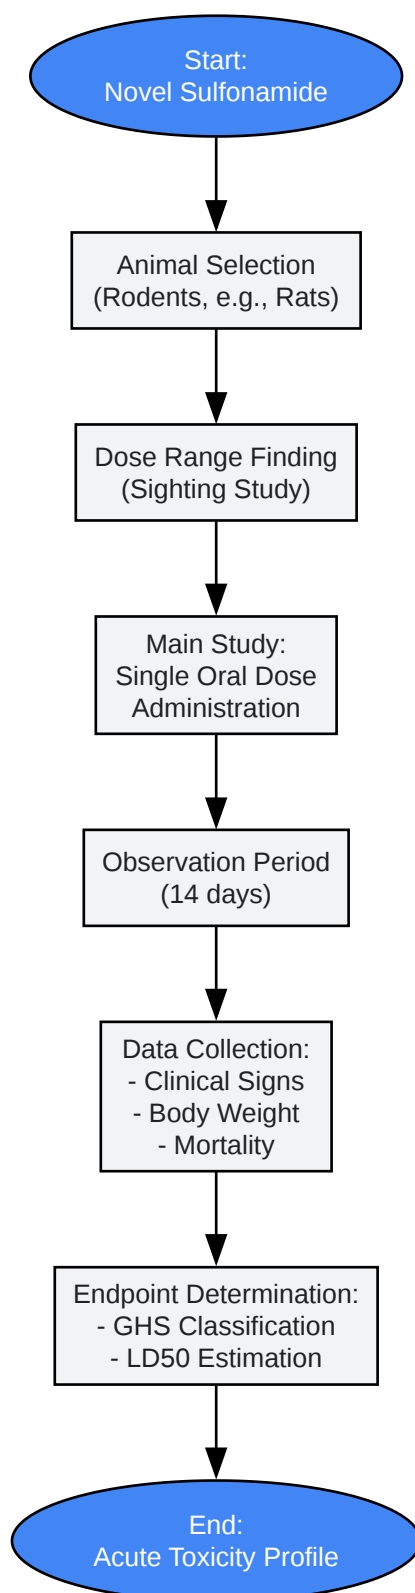 Start:
Novel Sulfonamide
Animal Selection
(Rodents, e.g., Rats)
Dose Range Finding
(Sighting Study)
Main Study:
Single Oral Dose
Administration
Observation Period
(14 days)
Data Collection:
- Clinical Signs
- Body Weight
- Mortality
Endpoint Determination:
- GHS Classification
- LD50 Estimation
End:
Acute Toxicity Profile